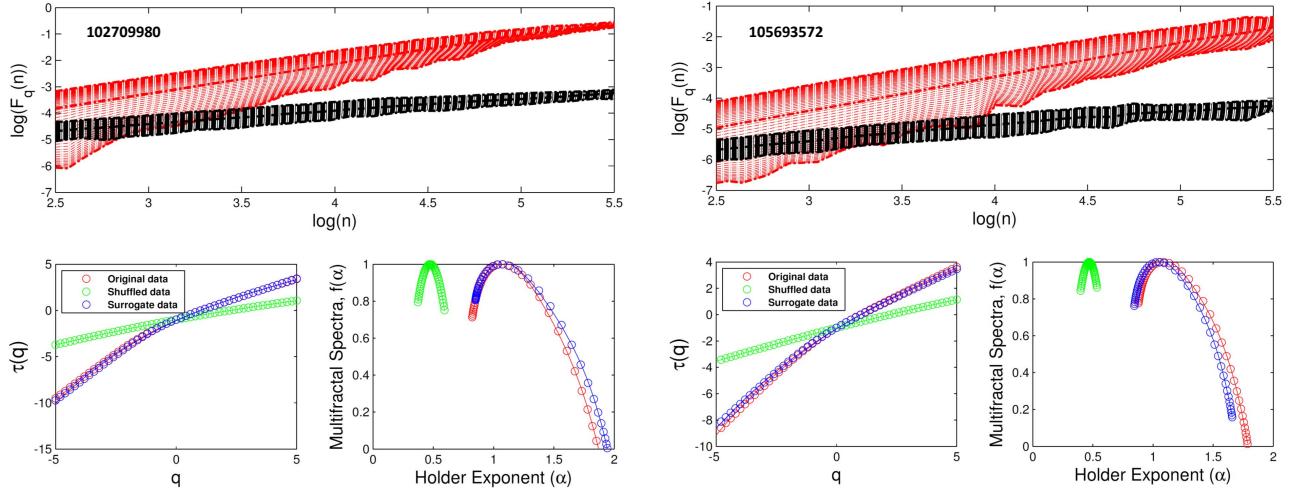 102709980
log(F_q(n))
0
-1
-2
-3
-4
-5
-6
-7
2.5 3 3.5 4 4.5 5 5.5
log(n)
105693572
log(F_q(n))
-1
-2
-3
-4
-5
-6
-7
2.5 3 3.5 4 4.5 5 5.5
log(n)
τ(q)
5
0
-5
-10
-15
Original data
Shuffled data
Surrogate data
-5 0 5
q
Multifractal Spectra, f(α)
1
0.8
0.6
0.4
0.2
0
0 0.5 1 1.5 2
Holder Exponent (α)
τ(q)
4
2
0
-2
-4
-6
-8
-10
Original data
Shuffled data
Surrogate data
-5 0 5
q
Multifractal Spectra, f(α)
1
0.8
0.6
0.4
0.2
0
0 0.5 1 1.5 2
Holder Exponent (α)